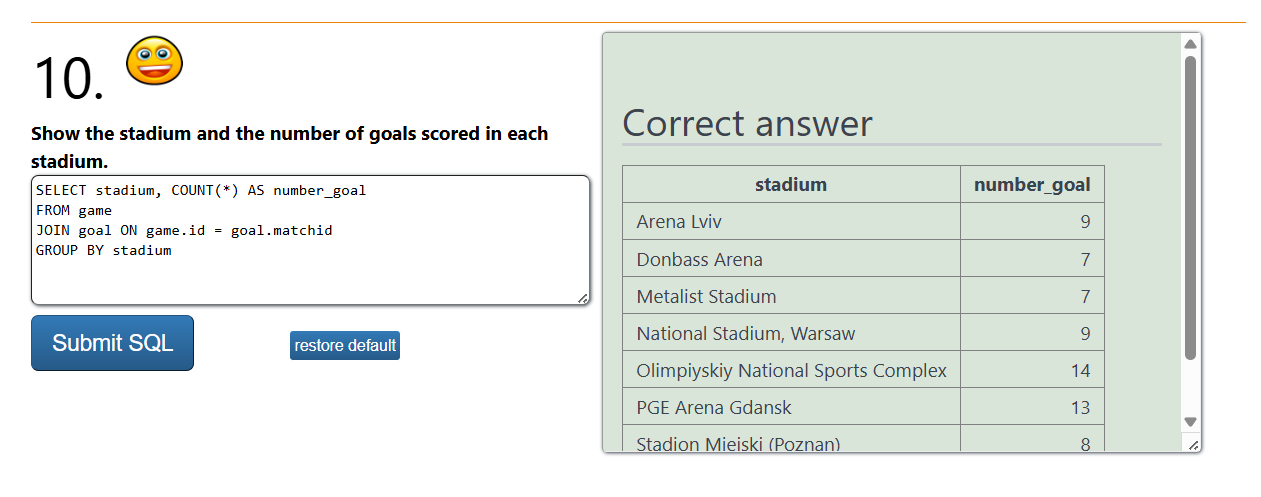 10.
Show the stadium and the number of goals scored in each
stadium.
SELECT stadium, COUNT(*) AS number_goal
FROM game
JOIN goal ON game.id = goal.matchid
GROUP BY stadium
Submit SQL
restore default
Correct answer
stadium number_goal
Arena Lviv 9
Donbass Arena 7
Metalist Stadium 7
National Stadium, Warsaw 9
Olimpiyskiy National Sports Complex 14
PGE Arena Gdansk 13
Stadion Miejski (Poznan) 8